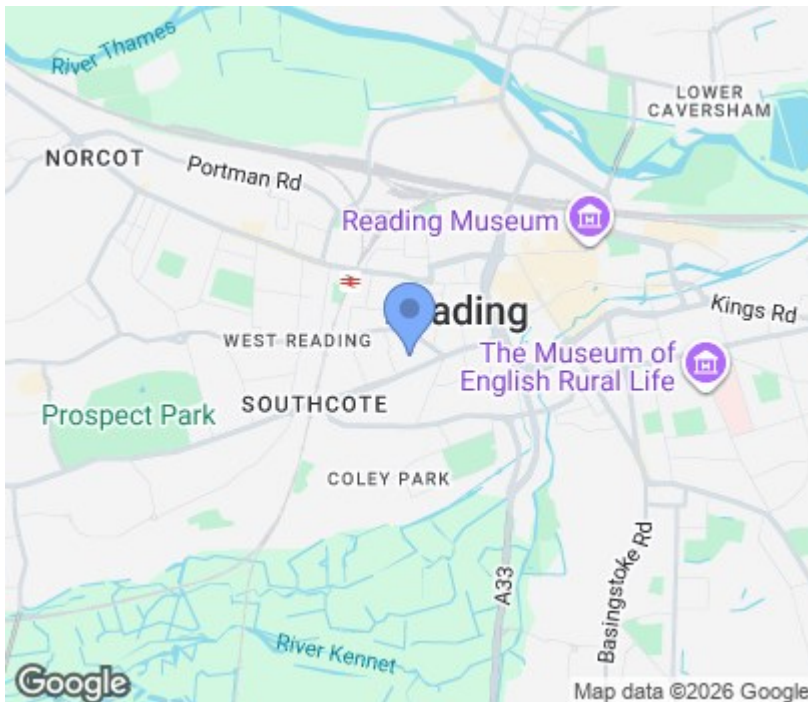 River Thames
LOWER
CAVERSHAM
NORCOT
Portman Rd
Reading Museum
ading
Kings Rd
WEST READING
The Museum of
English Rural Life
Prospect Park
SOUTHCOTE
COLEY PARK
A33
Basingstoke Rd
River Kennet
Google
Map data ©2026 Google